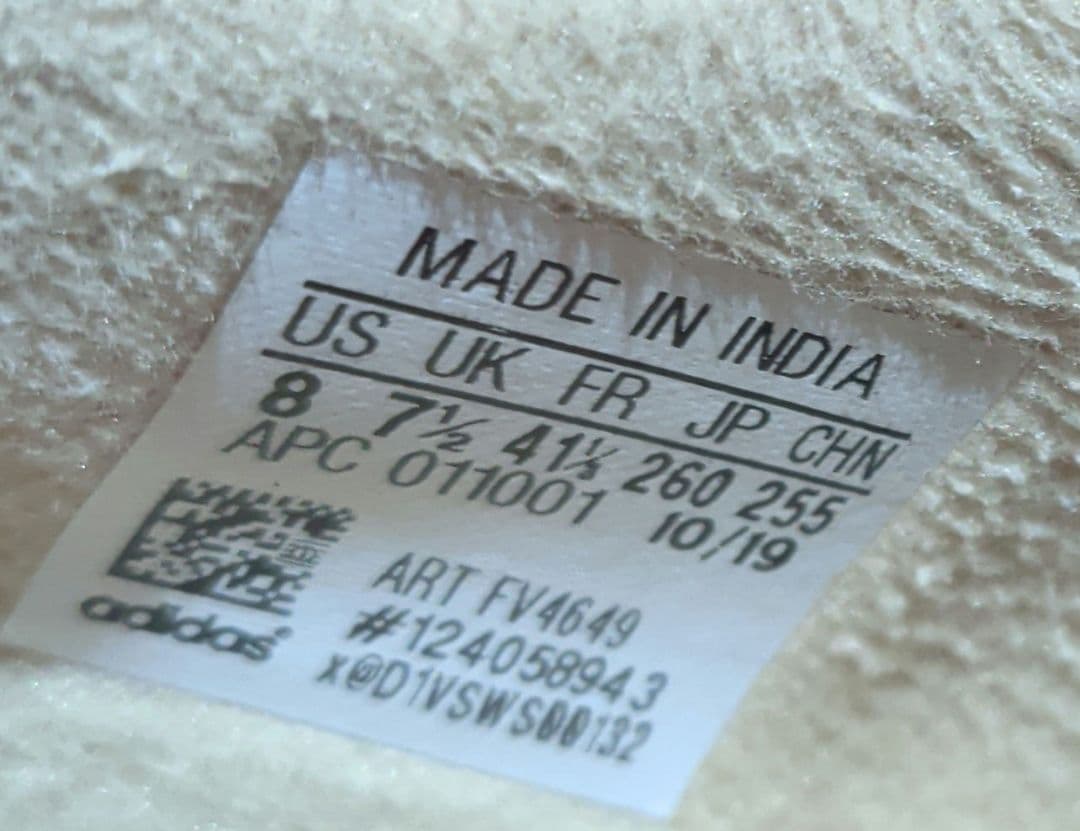 MADE IN INDIA
US UK FR JP CHN
8 7½ 41⅓ 260 255
APC 011001 10/19
ART FV4649
#124058943
x@D1VSWS00132
adidas